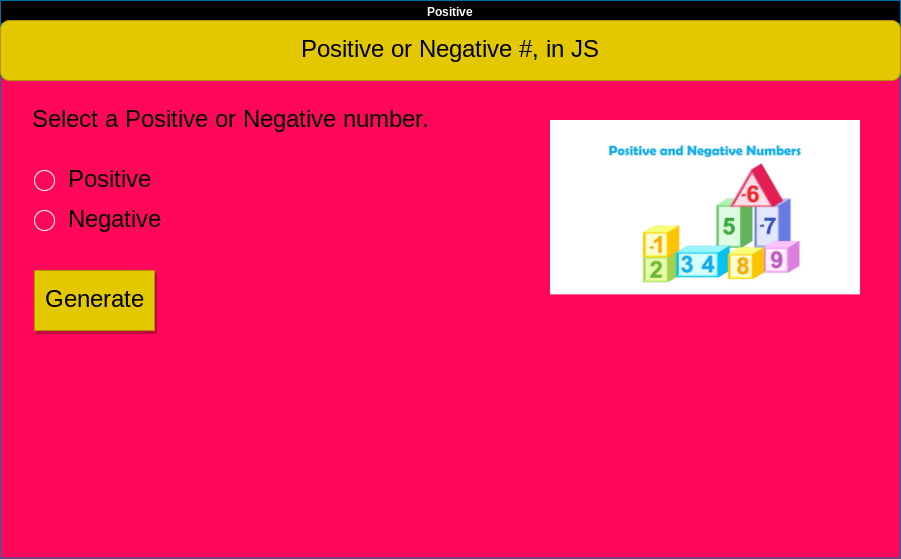 Positive
Positive or Negative #, in JS
Select a Positive or Negative number.
Positive
Negative
Generate
Positive and Negative Numbers
-6
5 -7
-1
2 3 4 8 9